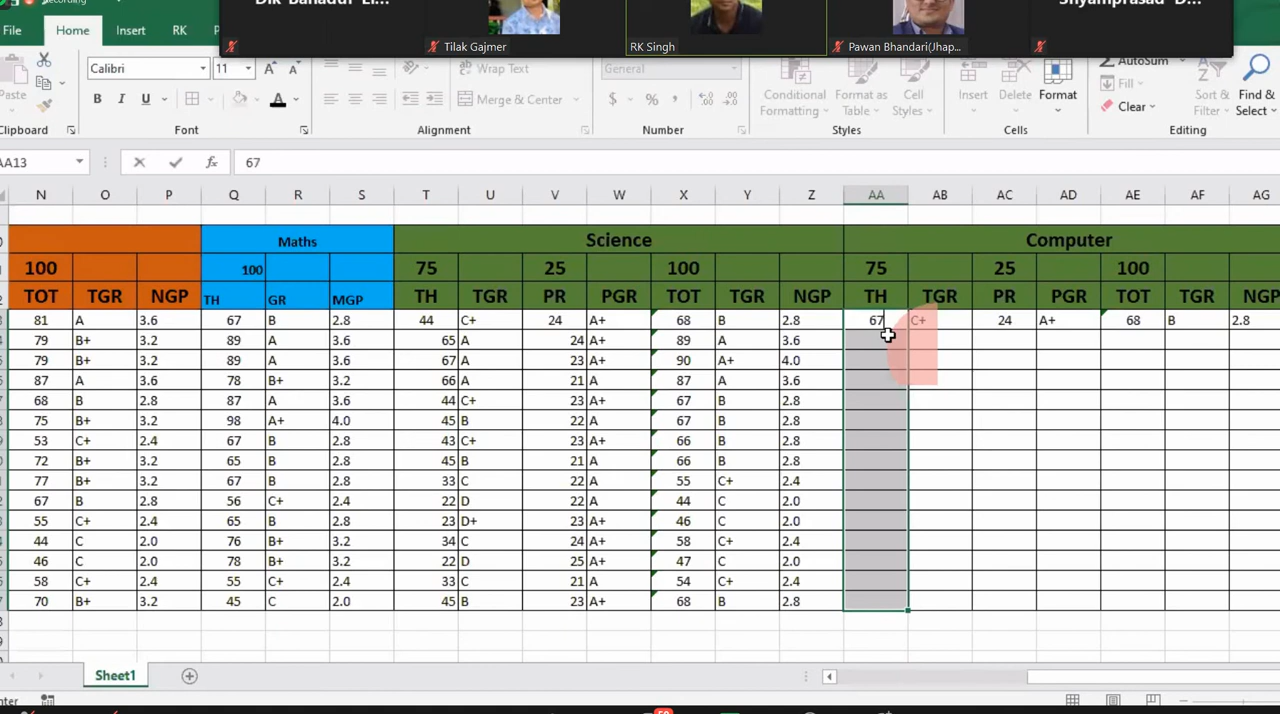 Recording
Tilak Gajmer
RK Singh
Pawan Bhandari(Jhap...
File Home Insert RK
Calibri 11 A A Wrap Text General AutoSum
Paste B I U A Merge & Center $ % , Conditional Formatting Format as Table Cell Styles Insert Delete Format Fill Clear Sort & Filter Find & Select
Clipboard Font Alignment Number Styles Cells Editing
AA13 fx 67
N O P Q R S T U V W X Y Z AA AB AC AD AE AF AG
Maths Science Computer
100 100 75 25 100 75 25 100
TOT TGR NGP TH GR MGP TH TGR PR PGR TOT YGR NGP TH TGR PR PGR TOT YGR NGP
81 A 3.6 67 B 2.8 44 C+ 24 A+ 68 B 2.8 67 C+ 24 A+ 68 B 2.8
79 B+ 3.2 89 A 3.6 65 A 24 A+ 89 A 3.6
79 B+ 3.2 89 A 3.6 67 A 23 A+ 90 A+ 4.0
87 A 3.6 78 B+ 3.2 66 A 21 A 87 A 3.6
68 B 2.8 87 A 3.6 44 C+ 23 A+ 67 B 2.8
75 B+ 3.2 98 A+ 4.0 45 B 22 A 67 B 2.8
53 C+ 2.4 67 B 2.8 43 C+ 23 A+ 66 B 2.8
72 B+ 3.2 65 B 2.8 45 B 21 A 66 B 2.8
77 B+ 3.2 67 B 2.8 33 C 22 A 55 C+ 2.4
67 B 2.8 56 C+ 2.4 22 D 22 A 44 C 2.0
55 C+ 2.4 65 B 2.8 23 D+ 23 A+ 46 C 2.0
44 C 2.0 76 B+ 3.2 34 C 24 A+ 58 C+ 2.4
46 C 2.0 78 B+ 3.2 22 D 25 A+ 47 C 2.0
58 C+ 2.4 55 C+ 2.4 33 C 21 A 54 C+ 2.4
70 B+ 3.2 45 C 2.0 45 B 23 A+ 68 B 2.8
Sheet1